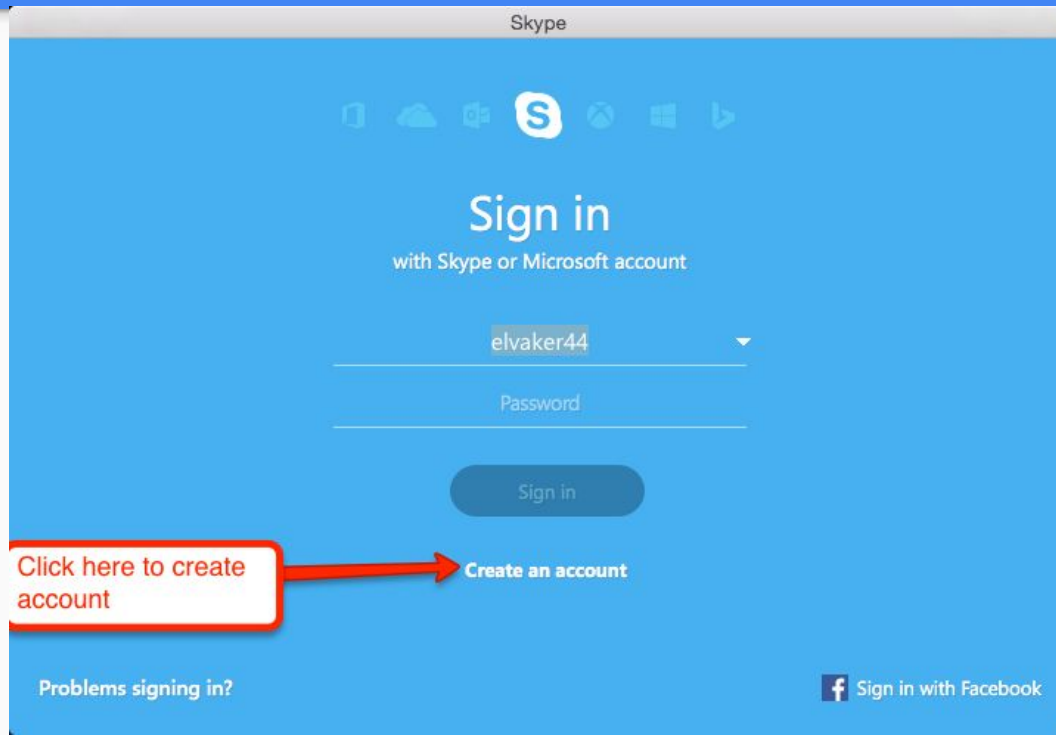 Skype
Sign in
with Skype or Microsoft account
elvaker44
Password
Sign in
Click here to create
account
Create an account
Problems signing in?
Sign in with Facebook